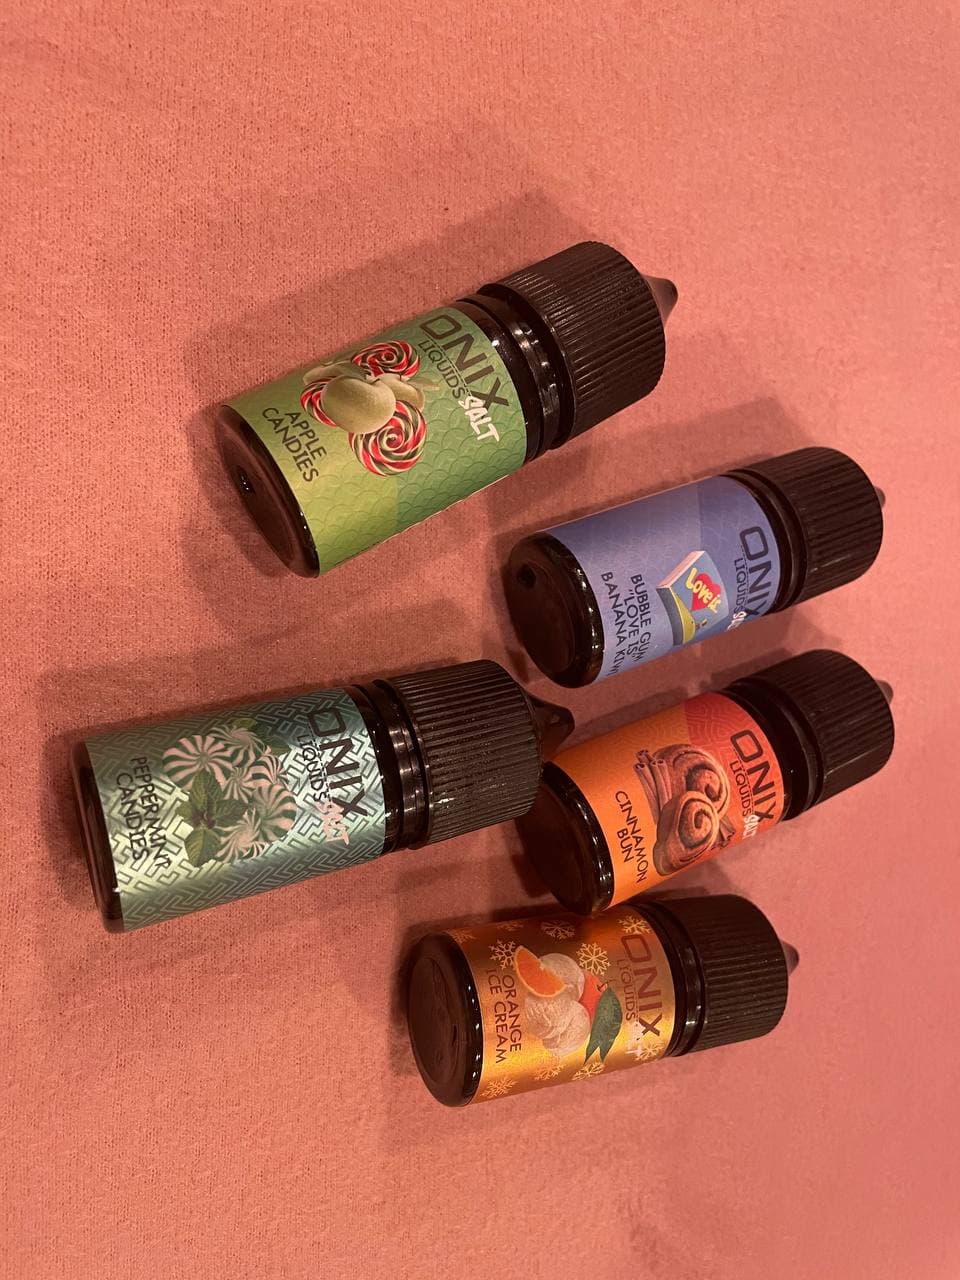 ONIX
LIQUIDS SALT
Love is...
BUBBLE GUM
"LOVE IS"
BANANA KIWI
ONIX
LIQUIDS SALT
CINNAMON
BUN
ONIX
LIQUIDS SALT
ORANGE
ICE CREAM
ONIX
LIQUIDS SALT
APPLE
CANDIES
ONIX
LIQUIDS SALT
PEPPERMINT
CANDIES